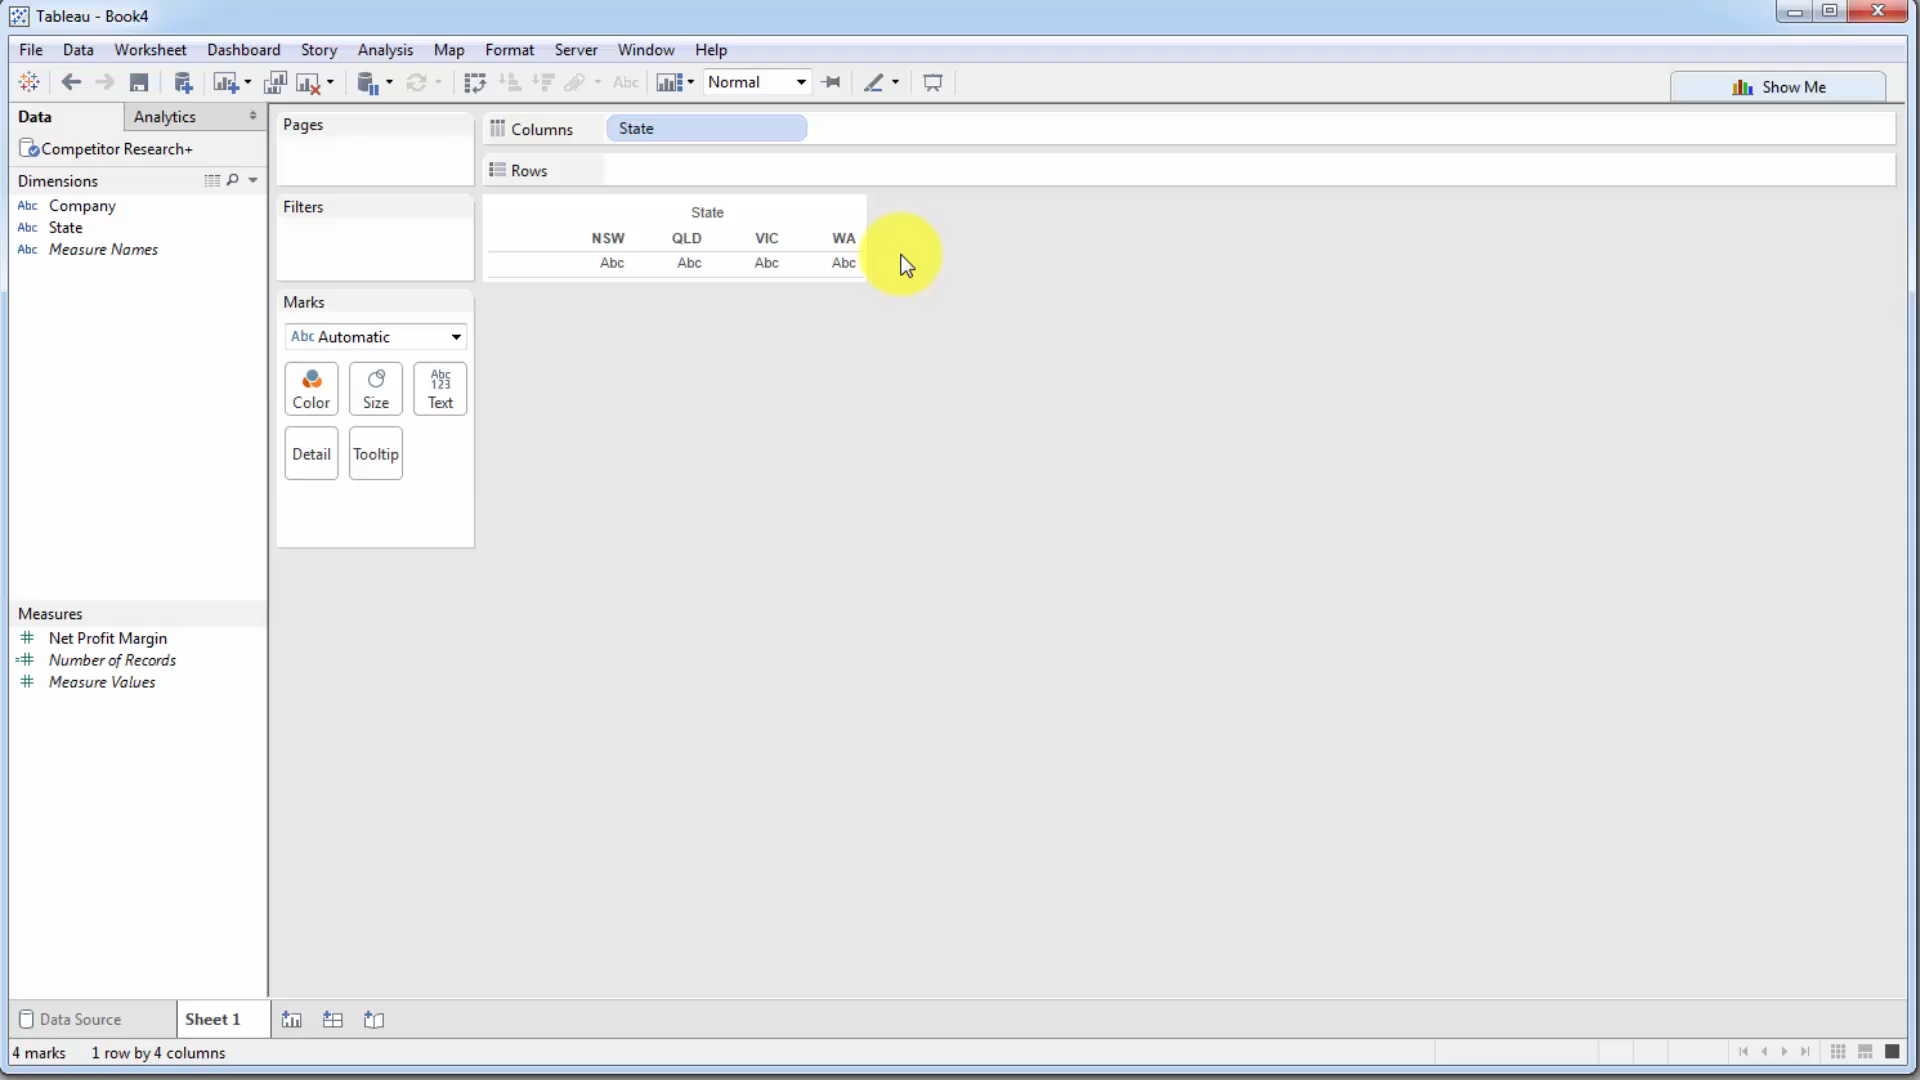 Tableau - Book4
File Data Worksheet Dashboard Story Analysis Map Format Server Window Help
Abc Normal Show Me
Data Analytics
Competitor Research+
Dimensions
Abc Company
Abc State
Abc Measure Names
Measures
Net Profit Margin
Number of Records
Measure Values
Pages
Filters
Marks
Abc Automatic
Color Size Abc 123 Text
Detail Tooltip
Columns State
Rows
State
NSW QLD VIC WA
Abc Abc Abc Abc
Data Source Sheet 1
4 marks 1 row by 4 columns